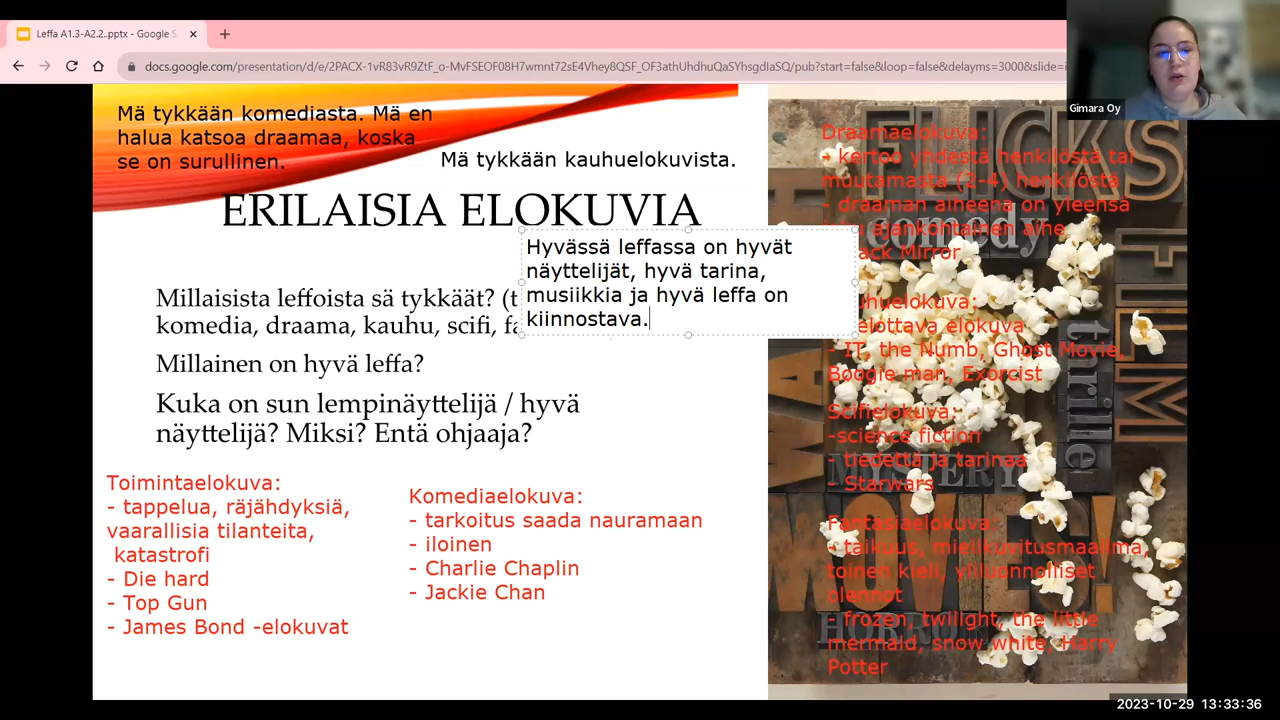 Leffa A1.3-A2.2..pptx - Google S
docs.google.com/presentation/d/e/2PACX-1vR83vR9ZtF_o-MvSrOF08H7wmnt72sE4Vhey8QSF_OF3athUhdhuQaSYhsgdIaSQ/pub?start=false&loop=false&delayms=3000&slide=i
Gimara Oy
Mä tykkään komediasta. Mä en
halua katsoa draamaa, koska
se on surullinen.
Mä tykkään kauhuelokuvista.
ERILAISIA ELOKUVIA
Hyvässä leffassa on hyvät
näyttelijät, hyvä tarina,
musiikkia ja hyvä leffa on
kiinnostava.
Millaisista leffoista sä tykkäät?
komedia, draama, kauhu, scifi,
Millainen on hyvä leffa?
Kuka on sun lempinäyttelijä / hyvä
näyttelijä? Miksi? Entä ohjaaja?
Toimintaelokuva:
- tappelua, räjähdyksiä,
vaarallisia tilanteita,
katastrofi
- Die hard
- Top Gun
- James Bond -elokuvat
Komediaelokuva:
- tarkoitus saada nauramaan
- iloinen
- Charlie Chaplin
- Jackie Chan
Draamaelokuva:
- kertoo yhdestä henkilöstä tai
muutamasta (2-4) henkilöstä
- draaman aiheena on yleensä
ajankohtainen aihe
Mirror
elokuva
- IT, the Numb, Ghost Movie,
Boogie man, Exorcist
Scifielokuva:
-science fiction
- tiedettä ja tarinaa
- Starwars
Fantasiaelokuva:
- taikuus, mielikuvitusmaailma,
toinen kieli, yliluonnolliset
olennot
- frozen, twilight, the little
mermaid, snow white, Harry
Potter
FLICKS
comedy
FILM
thriller
MYSTERY
MOVIES!
2023-10-29 13:33:36